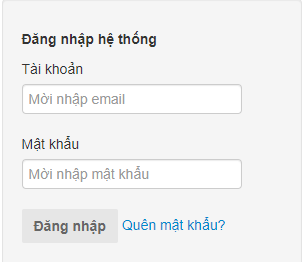 Đăng nhập hệ thống
Tài khoản
Mời nhập email
Mật khẩu
Mời nhập mật khẩu
Đăng nhập Quên mật khẩu?